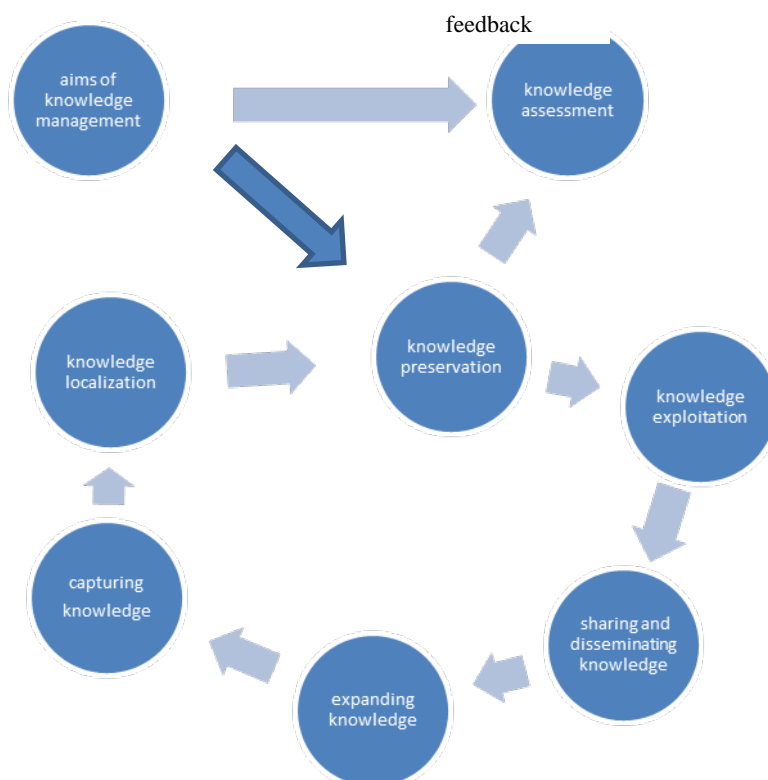 feedback
aims of
knowledge
management
knowledge
assessment
knowledge
localization
knowledge
preservation
knowledge
exploitation
capturing
knowledge
sharing and
disseminating
knowledge
expanding
knowledge